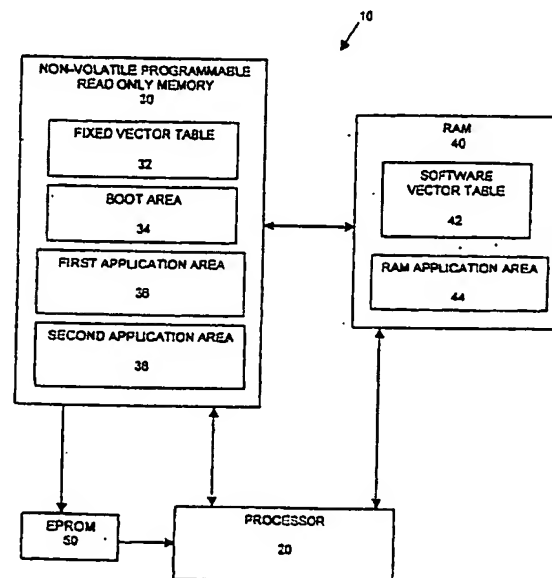 10
NON-VOLATILE PROGRAMMABLE
READ ONLY MEMORY
30
FIXED VECTOR TABLE
32
BOOT AREA
34
FIRST APPLICATION AREA
36
SECOND APPLICATION AREA
38
RAM
40
SOFTWARE
VECTOR TABLE
42
RAM APPLICATION AREA
44
EPROM
50
PROCESSOR
20